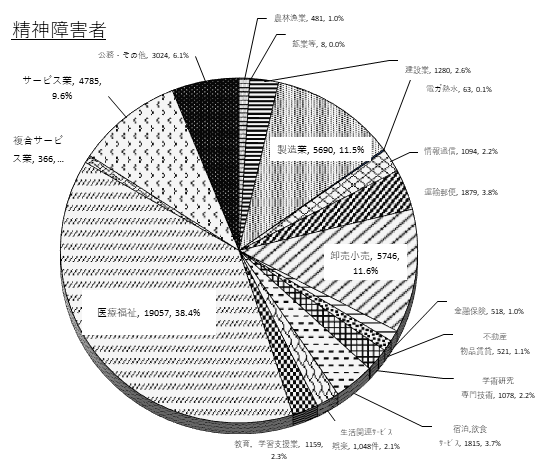 精神障害者
農林漁業, 481, 1.0%
鉱業等, 8, 0.0%
公務・その他, 3024, 6.1%
建設業, 1280, 2.6%
サービス業, 4785,
9.6%
電ガ熱水, 63, 0.1%
複合サービ
ス業, 366, ...
製造業, 5690, 11.5%
情報通信, 1094, 2.2%
運輸郵便, 1879, 3.8%
卸売小売, 5746,
11.6%
医療福祉, 19057, 38.4%
金融保険, 518, 1.0%
不動産
物品賃貸, 521, 1.1%
学術研究
専門技術, 1078, 2.2%
宿泊,飲食
サービス, 1815, 3.7%
生活関連サービス
娯楽, 1,048件, 2.1%
教育, 学習支援業, 1159,
2.3%